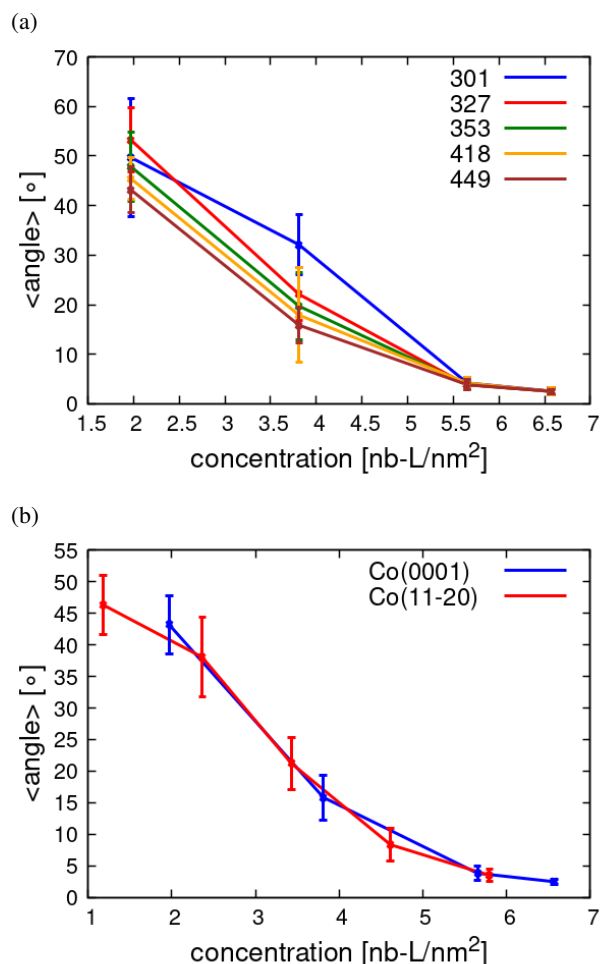 (a)
70
60
50
40
30
20
10
0
301
327
353
418
449
<angle> [°]
1.5 2 2.5 3 3.5 4 4.5 5 5.5 6 6.5 7
concentration [nb-L/nm²]
(b)
55
50
45
40
35
30
25
20
15
10
5
0
Co(0001)
Co(11-20)
<angle> [°]
1 2 3 4 5 6 7
concentration [nb-L/nm²]